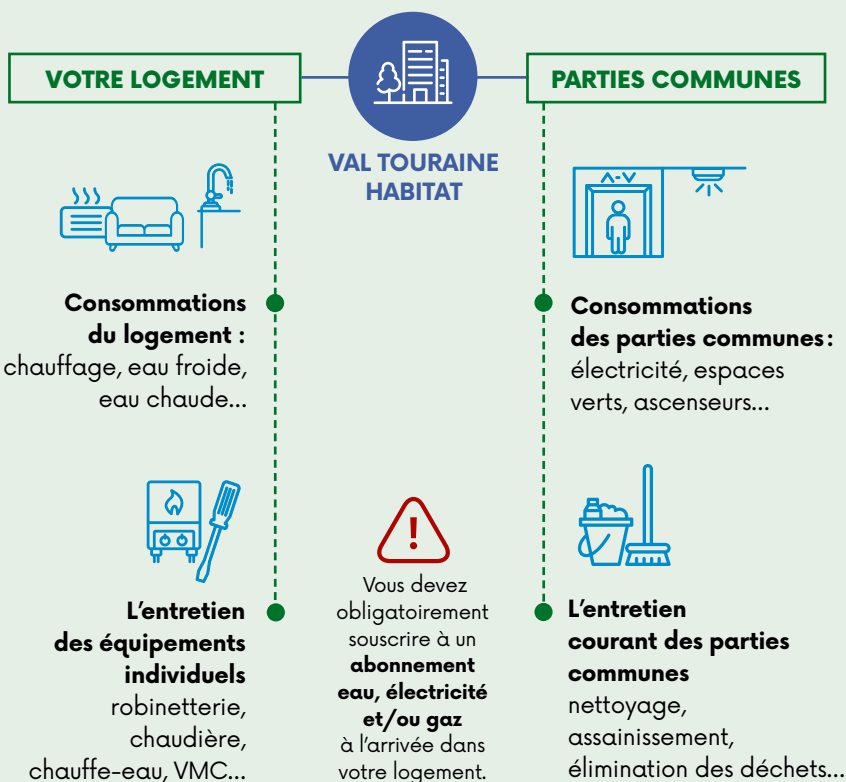 VOTRE LOGEMENT
VAL TOURAINE
HABITAT
PARTIES COMMUNES
Consommations
du logement :
chauffage, eau froide,
eau chaude...
L'entretien
des équipements
individuels
robinetterie,
chaudière,
chauffe-eau, VMC...
!
Vous devez
obligatoirement
souscrire à un
abonnement
eau, électricité
et/ou gaz
à l'arrivée dans
votre logement.
Consommations
des parties communes:
électricité, espaces
verts, ascenseurs...
L'entretien
courant des parties
communes
nettoyage,
assainissement,
élimination des déchets...